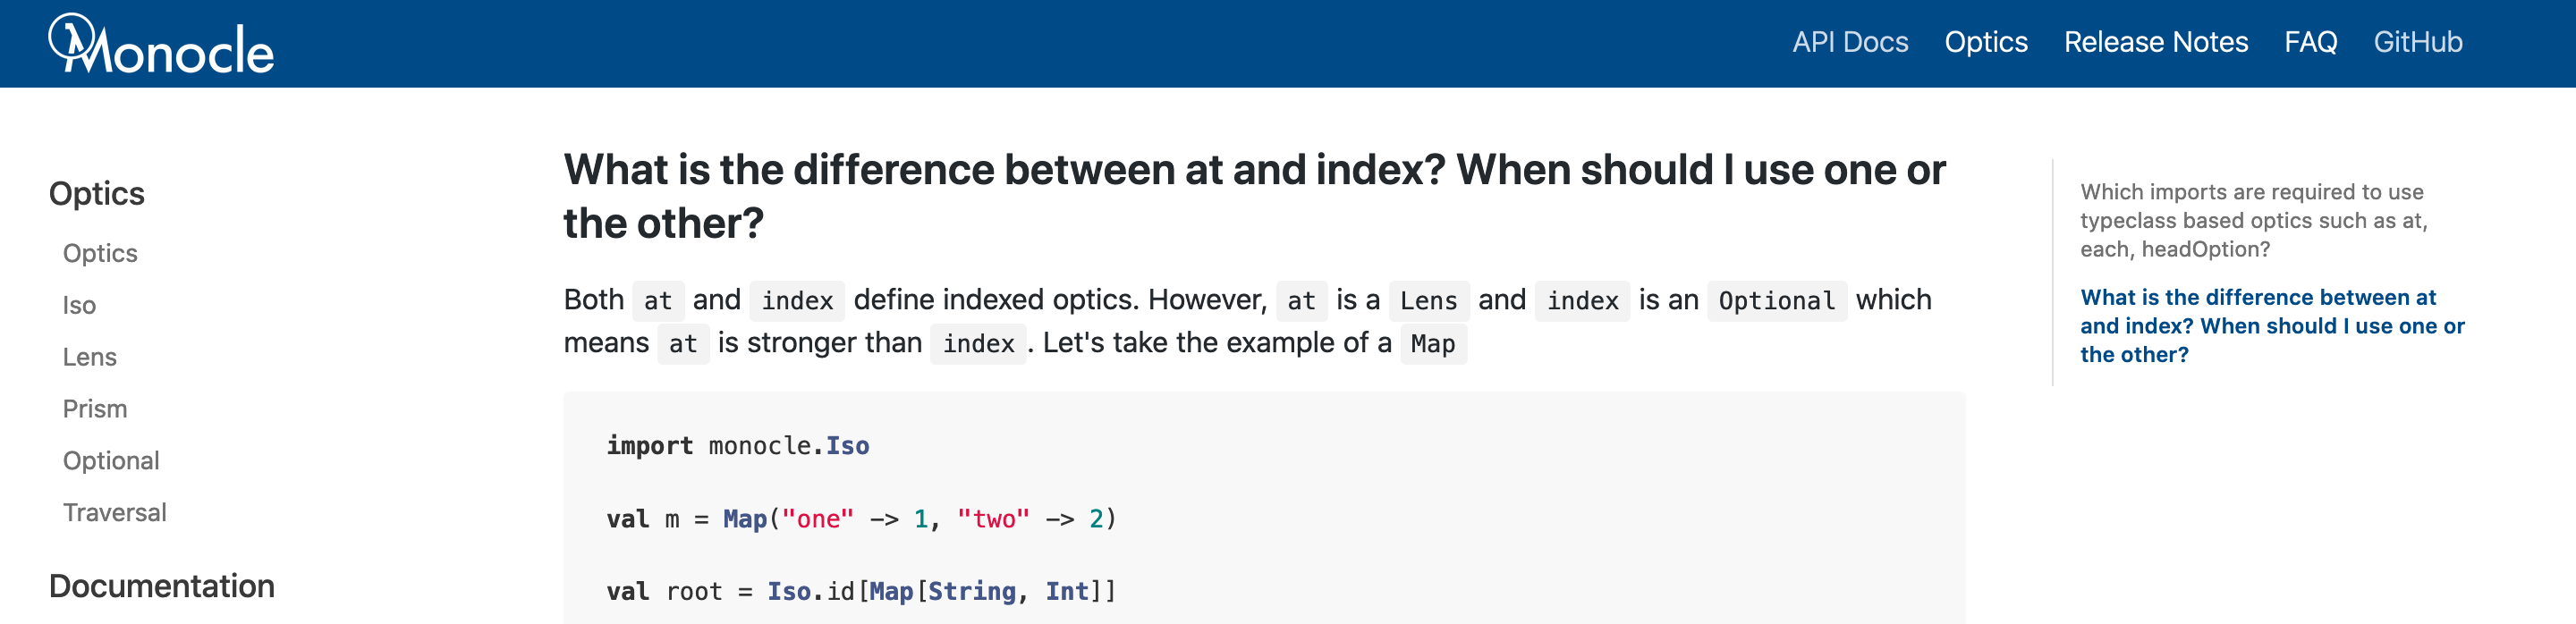 Monocle
API Docs Optics Release Notes FAQ GitHub
Optics
Optics
Iso
Lens
Prism
Optional
Traversal
Documentation
What is the difference between at and index? When should I use one or
the other?
Both at and index define indexed optics. However, at is a Lens and index is an Optional which
means at is stronger than index . Let's take the example of a Map
import monocle.Iso
val m = Map("one" -> 1, "two" -> 2)
val root = Iso.id[Map[String, Int]]
Which imports are required to use
typeclass based optics such as at,
each, headOption?
What is the difference between at
and index? When should I use one or
the other?